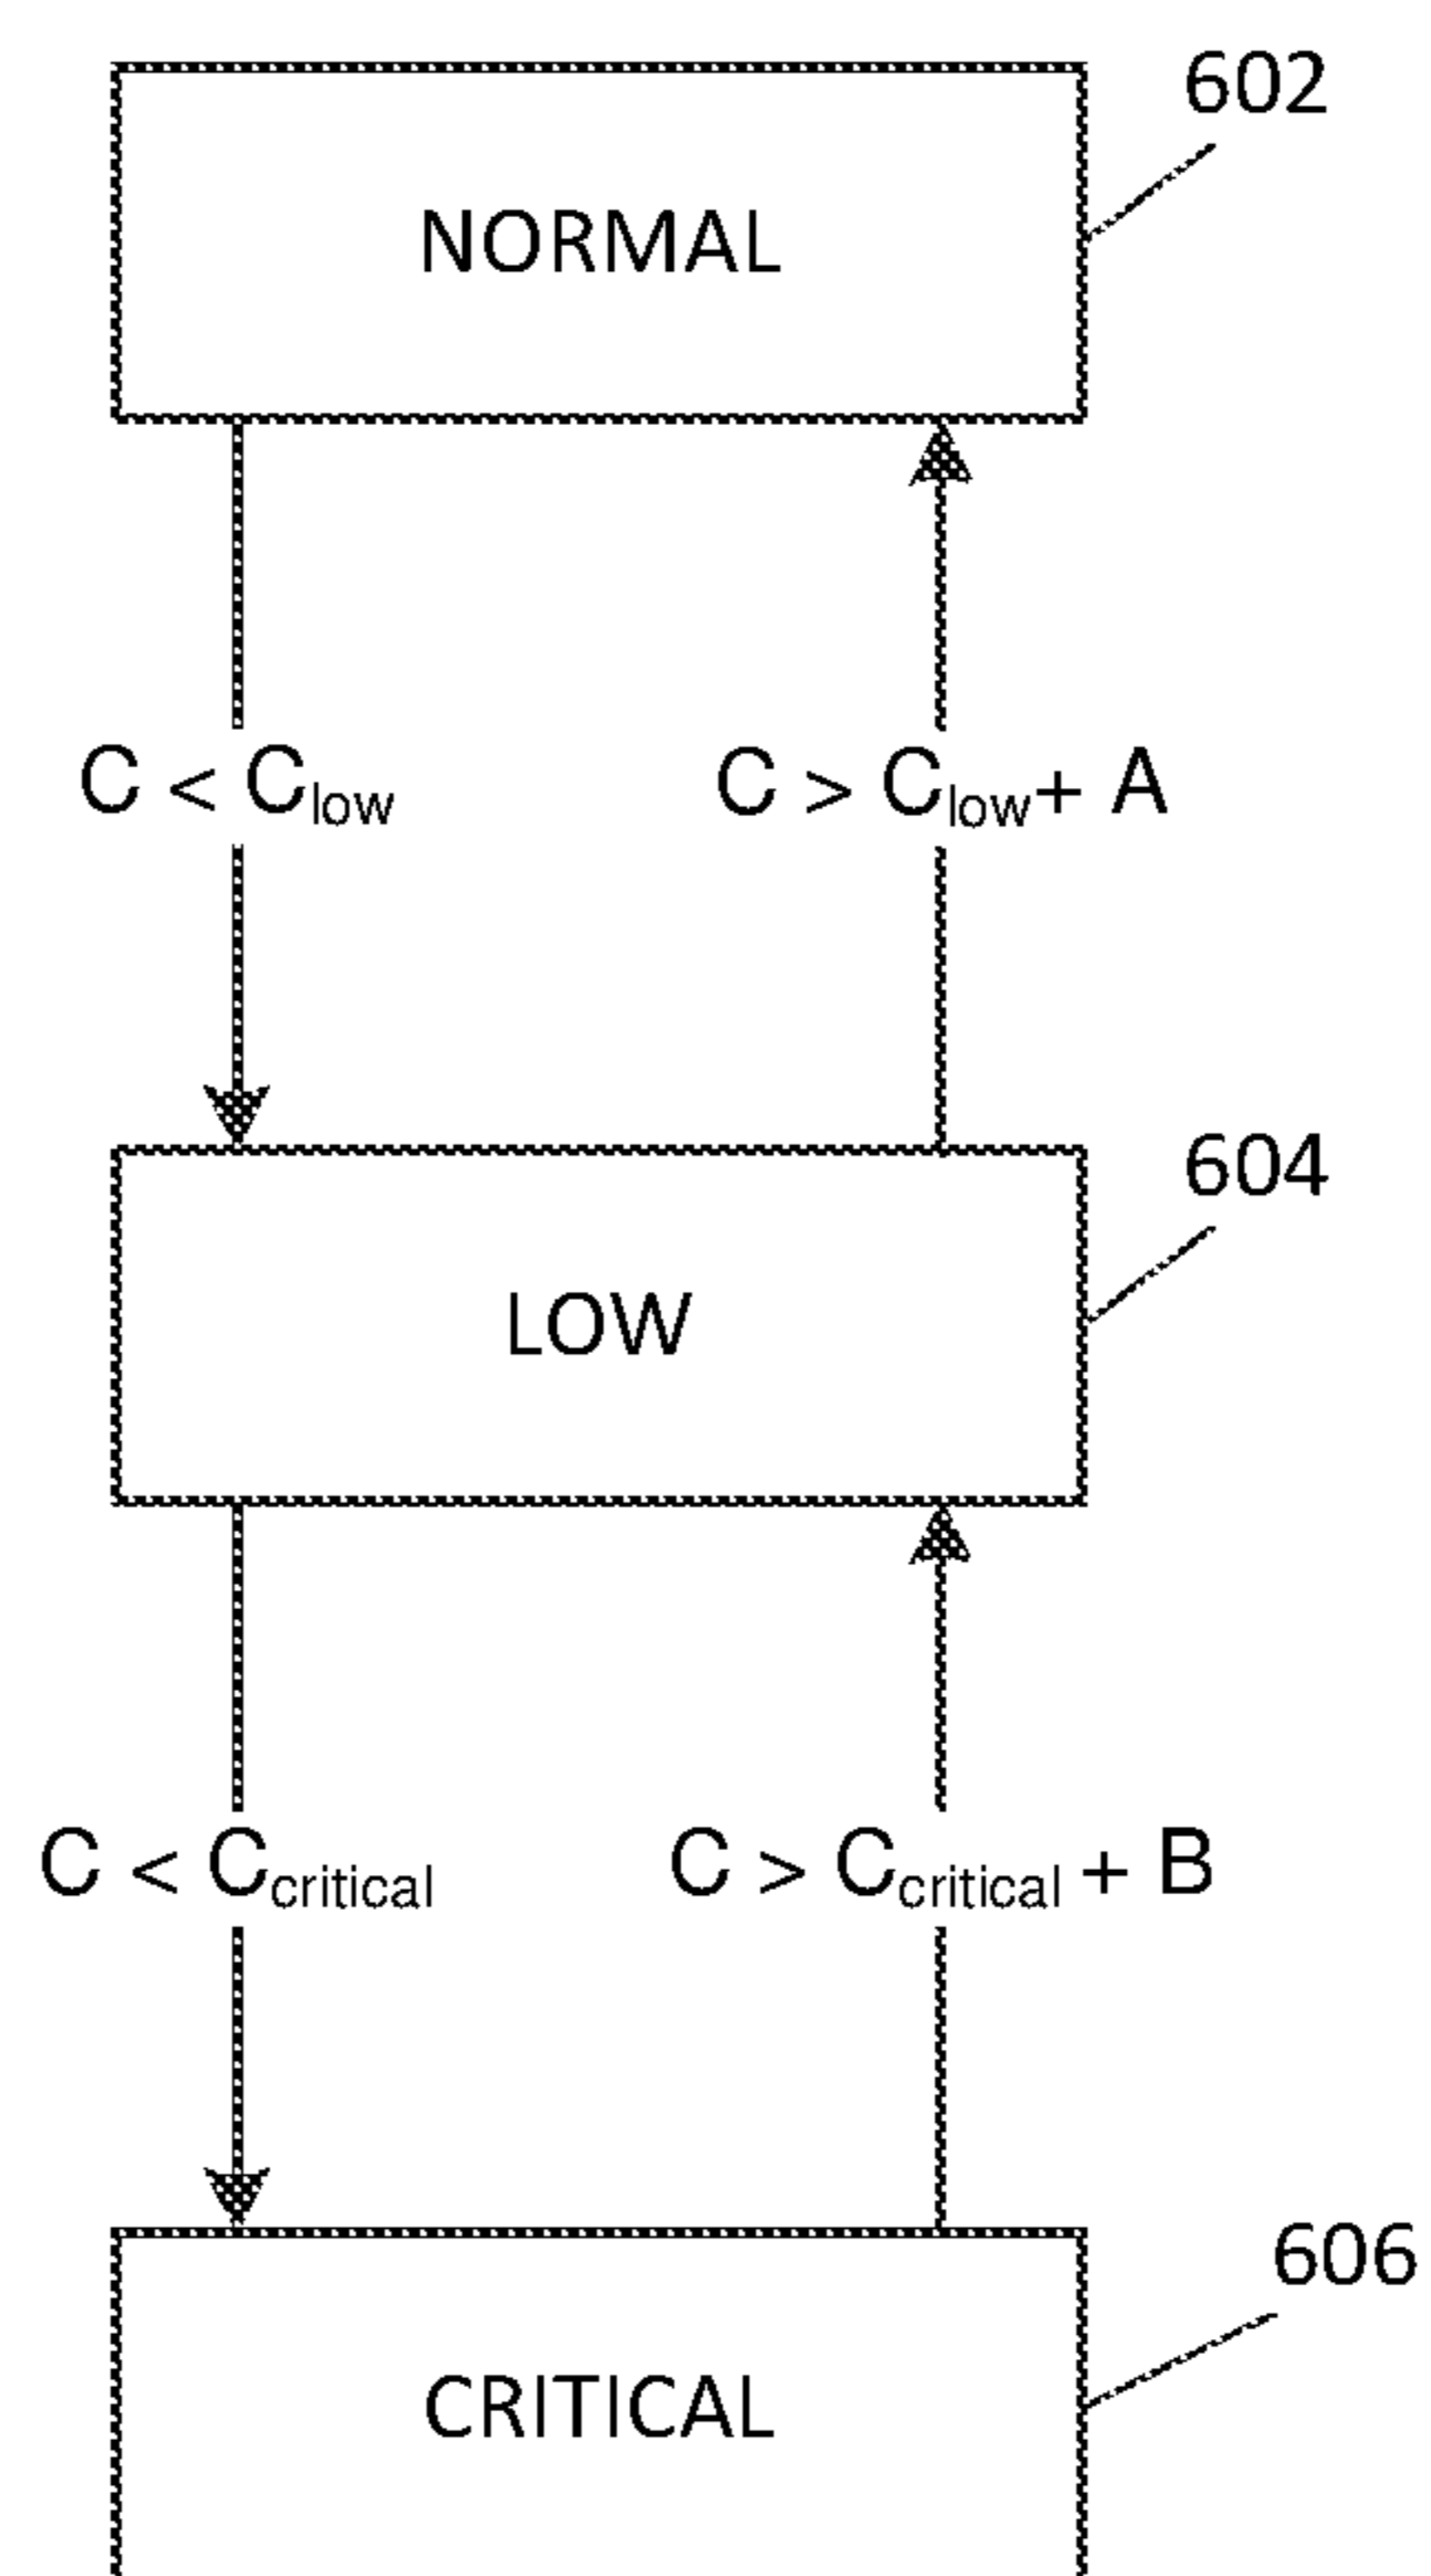 602
NORMAL
C < Clow
C > Clow+ A
604
LOW
C < Ccritical
C > Ccritical + B
606
CRITICAL